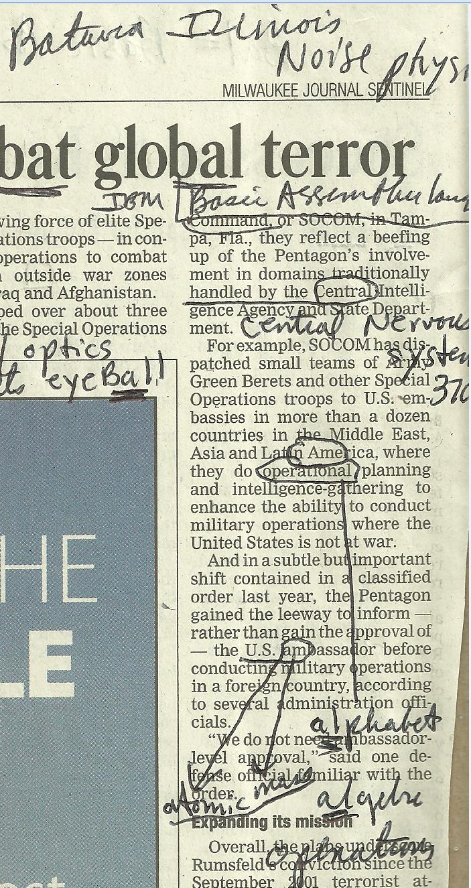 Batavia Illinois
Noise phys
MILWAUKEE JOURNAL SENTINEL
bat global terror
IBM
Basic Assembler Lang
ving force of elite Spe-
ations troops — in con-
operations to combat
outside war zones
raq and Afghanistan.
ped over about three
he Special Operations
optics
eyeBall
HE
LE
Command, or SOCOM, in Tam-
pa, Fla., they reflect a beefing
up of the Pentagon's involve-
ment in domains traditionally
handled by the Central Intelli-
gence Agency and State Depart-
ment.
Central Nervous
System
370
For example, SOCOM has dis-
patched small teams of Army
Green Berets and other Special
Operations troops to U.S. em-
bassies in more than a dozen
countries in the Middle East,
Asia and Latin America, where
they do operational planning
and intelligence-gathering to
enhance the ability to conduct
military operations where the
United States is not at war.
And in a subtle but important
shift contained in a classified
order last year, the Pentagon
gained the leeway to inform —
rather than gain the approval of
— the U.S. ambassador before
conducting military operations
in a foreign country, according
to several administration offi-
cials.
alphabet
"We do not need ambassador-
level approval," said one de-
fense official familiar with the
order.
atomic mass
algebr
Expanding its mission
Overall, the plans underscore
Rumsfeld's conviction since the
September 2001 terrorist at-